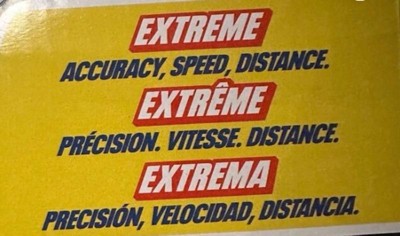 EXTREME
ACCURACY, SPEED, DISTANCE.
EXTRÊME
PRÉCISION. VITESSE. DISTANCE.
EXTREMA
PRECISIÓN, VELOCIDAD, DISTANCIA.